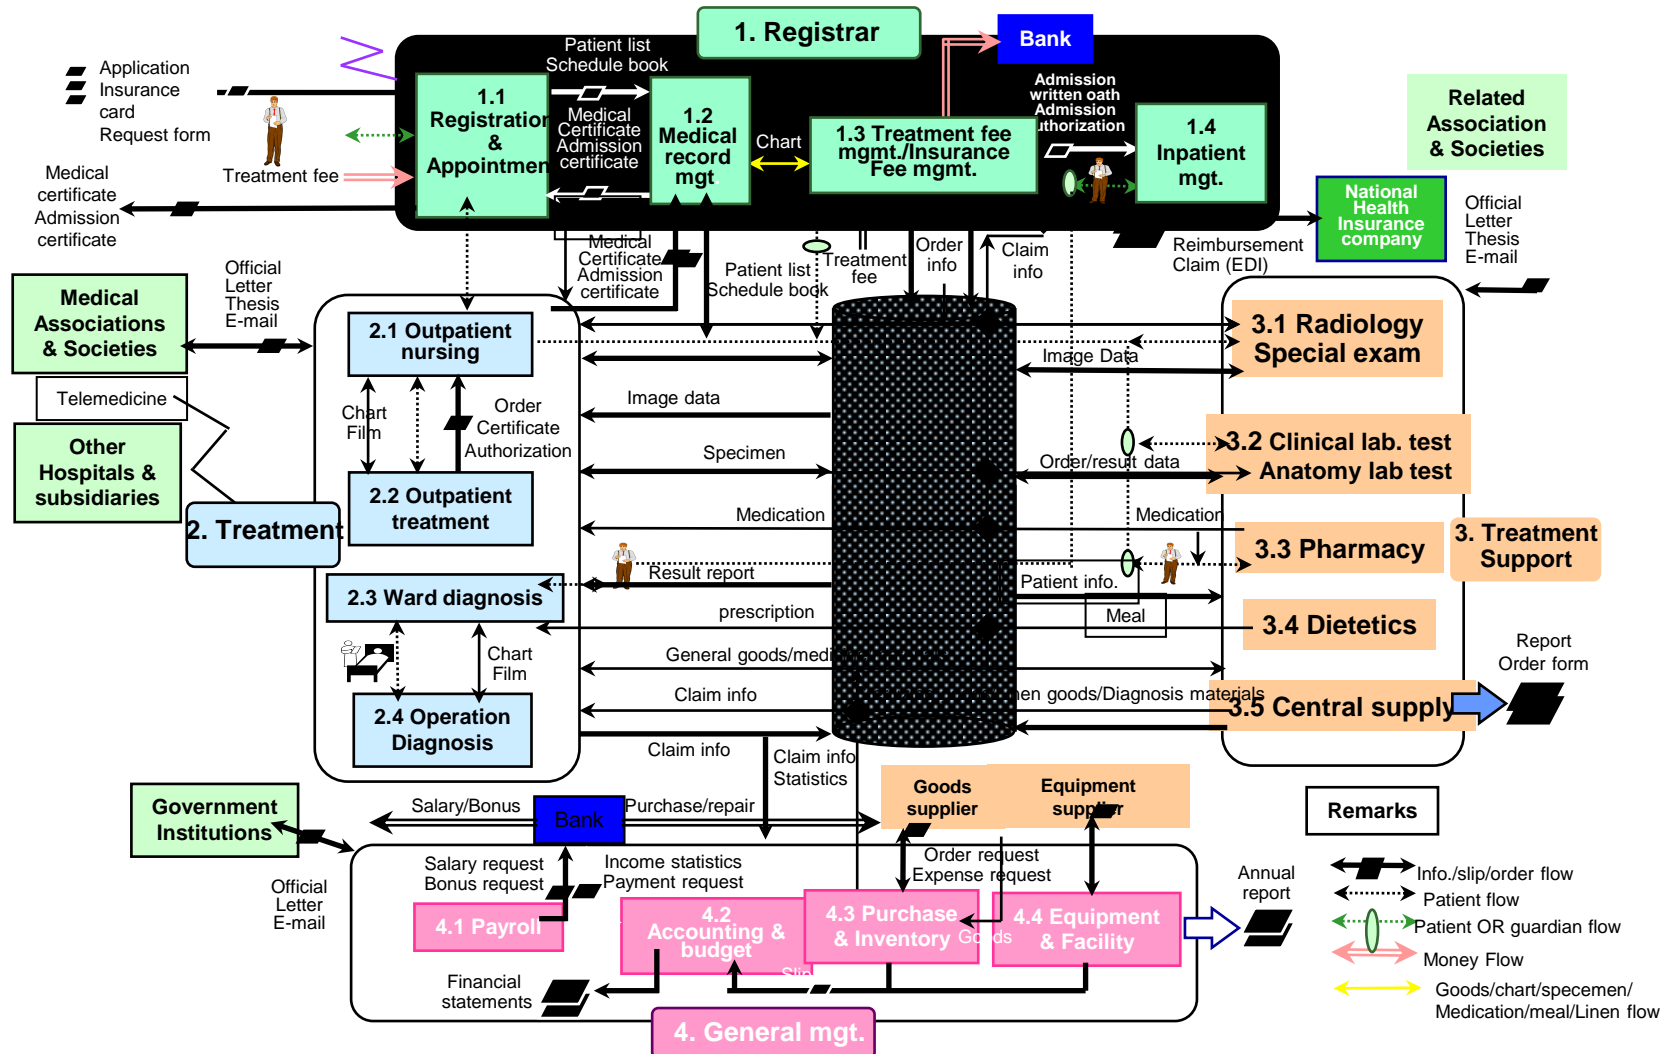 1. Registrar
Bank
Application
Insurance
card
Request form
Treatment fee
Medical
certificate
Admission
certificate
1.1
Registration
&
Appointmen
Patient list
Schedule book
Medical
Certificate
Admission
certificate
1.2
Medical
record
mgt.
Chart
1.3 Treatment fee
mgmt./Insurance
Fee mgmt.
Admission
written oath
Admission
uthorization
1.4
Inpatient
mgt.
Related
Association
& Societies
National
Health
Insurance
company
Official
Letter
Thesis
E-mail
Reimbursement
Claim (EDI)
Medical
Certificate
Admission
certificate
Patient list
Schedule book
Treatment
fee
Order
info
Claim
info
Medical
Associations
& Societies
Official
Letter
Thesis
E-mail
Telemedicine
Other
Hospitals &
subsidiaries
2. Treatment
2.1 Outpatient
nursing
Chart
Film
Order
Certificate
Authorization
2.2 Outpatient
treatment
2.3 Ward diagnosis
Chart
Film
2.4 Operation
Diagnosis
Image data
Specimen
Medication
Result report
prescription
General goods/medi
Claim info
Claim info
Claim info
Statistics
Image Data
Order/result data
Medication
Patient info.
Meal
en goods/Diagnosis materials
3.1 Radiology
Special exam
3.2 Clinical lab. test
Anatomy lab test
3.3 Pharmacy
3.4 Dietetics
3.5 Central supply
3. Treatment
Support
Report
Order form
Government
Institutions
Official
Letter
E-mail
Salary/Bonus
Bank
Purchase/repair
Goods
supplier
Equipment
supplier
Salary request
Bonus request
Income statistics
Payment request
Order request
Expense request
4.1 Payroll
4.2
Accounting &
budget
4.3 Purchase
& Inventory
Goods
4.4 Equipment
& Facility
Slip
Financial
statements
4. General mgt.
Annual
report
Remarks
Info./slip/order flow
Patient flow
Patient OR guardian flow
Money Flow
Goods/chart/specemen/
Medication/meal/Linen flow